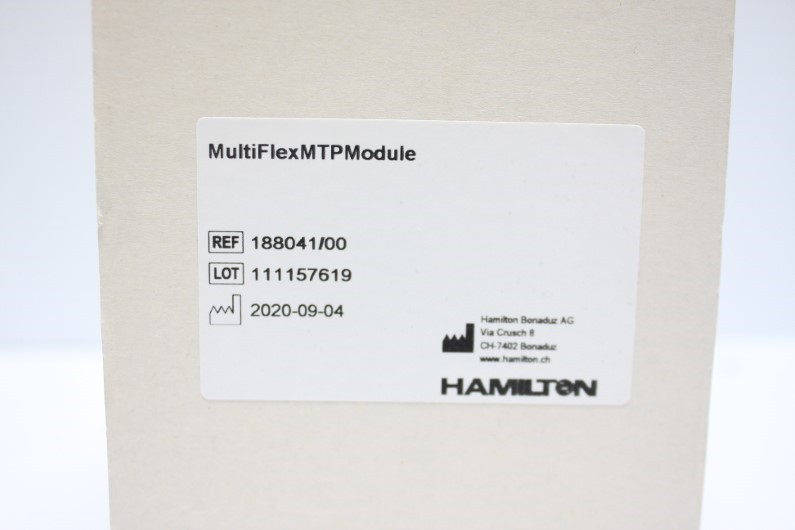 MultiFlexMTPModule
REF 188041/00
LOT 111157619
2020-09-04
Hamilton Bonaduz AG
Via Crusch 8
CH-7402 Bonaduz
www.hamilton.ch
HAMILTON